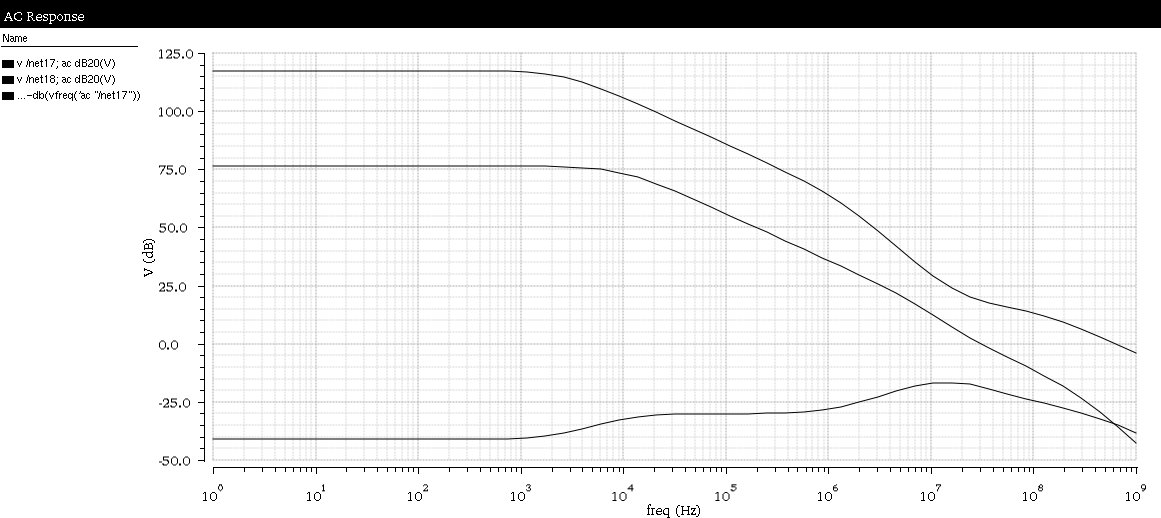 AC Response
Name
v /net17; ac dB20(V)
v /net18; ac dB20(V)
...-db(vfreq("ac "/net17"))
125.0
100.0
75.0
50.0
25.0
0.0
-25.0
-50.0
V (dB)
10^0 10^1 10^2 10^3 10^4 10^5 10^6 10^7 10^8 10^9
freq (Hz)